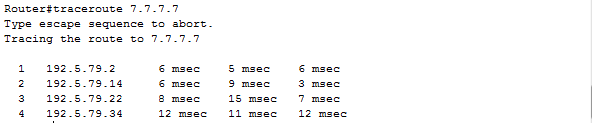 Router#traceroute 7.7.7.7
Type escape sequence to abort.
Tracing the route to 7.7.7.7
1 192.5.79.2 6 msec 5 msec 6 msec
2 192.5.79.14 6 msec 9 msec 3 msec
3 192.5.79.22 8 msec 15 msec 7 msec
4 192.5.79.34 12 msec 11 msec 12 msec